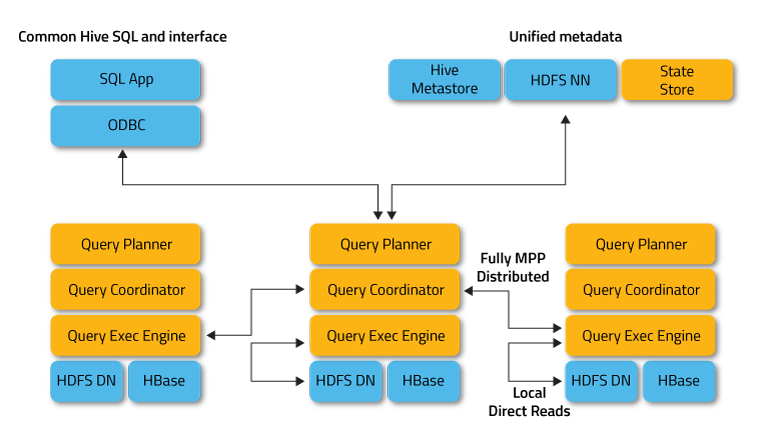 Common Hive SQL and interface
Unified metadata
SQL App
ODBC
Hive
Metastore
HDFS NN
State
Store
Query Planner
Query Coordinator
Query Exec Engine
HDFS DN
HBase
Query Planner
Query Coordinator
Query Exec Engine
HDFS DN
HBase
Fully MPP
Distributed
Query Planner
Query Coordinator
Query Exec Engine
HDFS DN
HBase
Local
Direct Reads